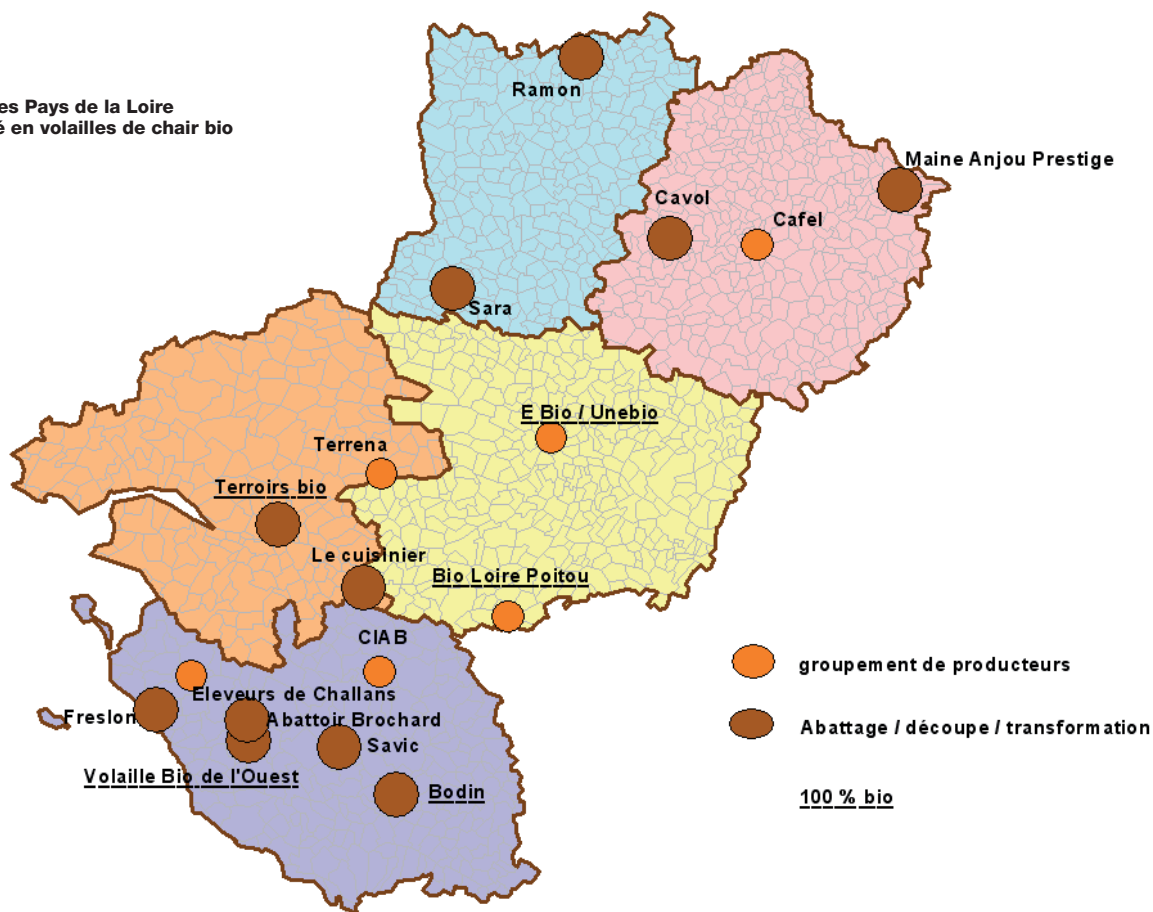 es Pays de la Loire
é en volailles de chair bio
Ramon
Maine Anjou Prestige
Cavol
Cafel
Sara
E Bio / Unebio
Terrena
Terroirs bio
Le cuisinier
Bio Loire Poitou
CIAB
Eleveurs de Challans
Freslon
Abattoir Brochard
Savic
Volaille Bio de l'Ouest
Bodin
groupement de producteurs
Abattage / découpe / transformation
100 % bio